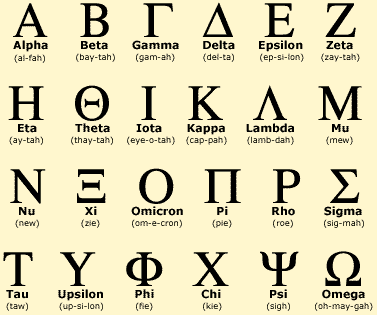 Α Β Γ Δ Ε Ζ
Alpha Beta Gamma Delta Epsilon Zeta
(al-fah) (bay-tah) (gam-ah) (del-ta) (ep-si-lon) (zay-tah)
Η Θ Ι Κ Λ Μ
Eta Theta Iota Kappa Lambda Mu
(ay-tah) (thay-tah) (eye-o-tah) (cap-pah) (lamb-dah) (mew)
Ν Ξ Ο Π Ρ Σ
Nu Xi Omicron Pi Rho Sigma
(new) (zie) (om-e-cron) (pie) (roe) (sig-mah)
Τ Υ Φ Χ Ψ Ω
Tau Upsilon Phi Chi Psi Omega
(taw) (up-si-lon) (fie) (kie) (sigh) (oh-may-gah)